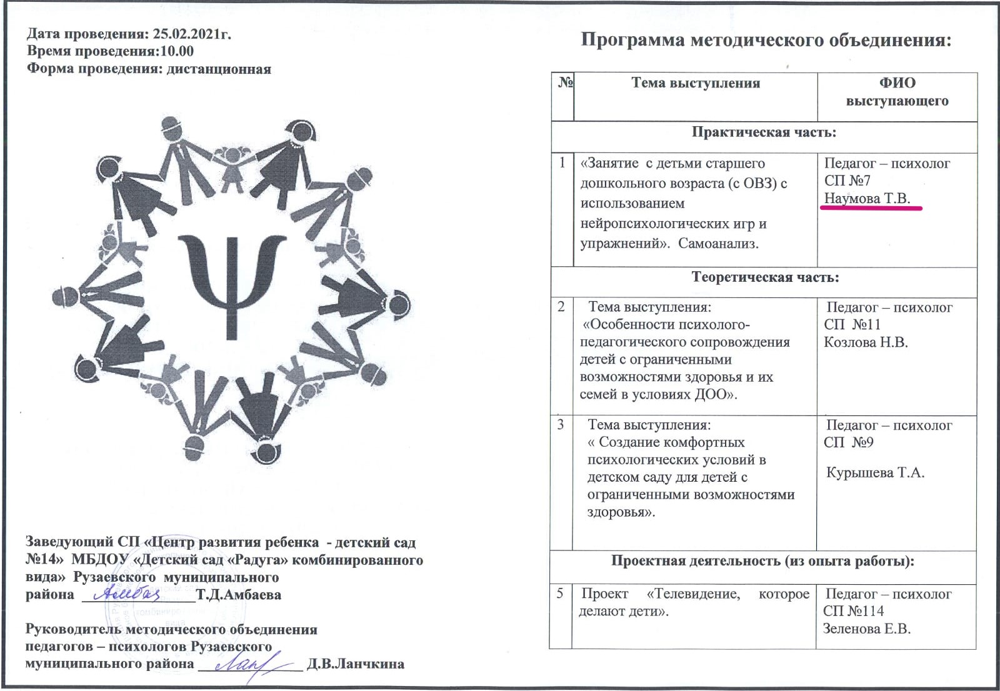 Дата проведения: 25.02.2021г.
Время проведения:10.00
Форма проведения: дистанционная
Ψ
Заведующий СП «Центр развития ребенка - детский сад
№14» МБДОУ «Детский сад «Радуга» комбинированного
вида» Рузаевского муниципального
района ______________Т.Д.Амбаева
Руководитель методического объединения
педагогов – психологов Рузаевского
муниципального района _____________ Д.В.Ланчкина
Программа методического объединения:
№ Тема выступления ФИО
выступающего
Практическая часть:
1 «Занятие с детьми старшего
дошкольного возраста (с ОВЗ) с
использованием
нейропсихологических игр и
упражнений». Самоанализ.
Педагог – психолог
СП №7
Наумова Т.В.
Теоретическая часть:
2 Тема выступления:
«Особенности психолого-
педагогического сопровождения
детей с ограниченными
возможностями здоровья и их
семей в условиях ДОО».
Педагог – психолог
СП №11
Козлова Н.В.
3 Тема выступления:
« Создание комфортных
психологических условий в
детском саду для детей с
ограниченными возможностями
здоровья».
Педагог – психолог
СП №9
Курышева Т.А.
Проектная деятельность (из опыта работы):
5 Проект «Телевидение, которое
делают дети».
Педагог – психолог
СП №114
Зеленова Е.В.